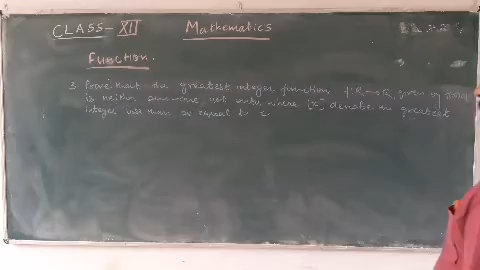 CLASS- XII Mathematics
Function.
3. Prove that the greatest integer function f: R→R, given by
is neither one-one nor onto where [x] denotes the greatest
integer less than or equal to x